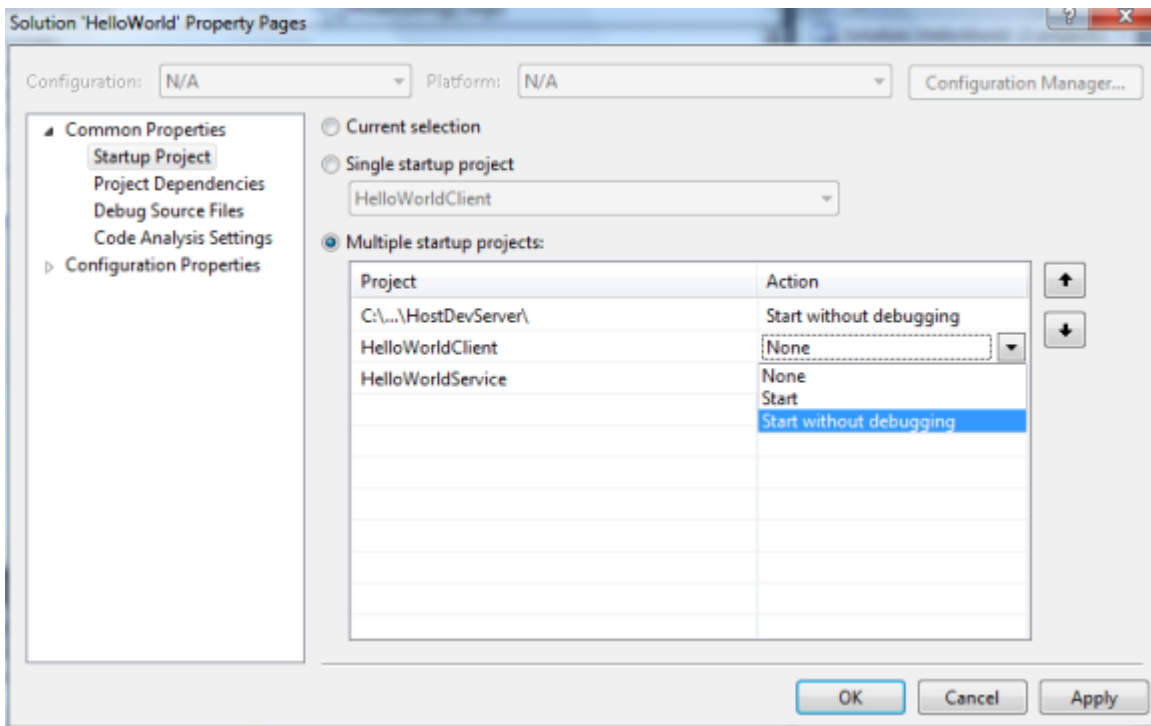 Solution 'HelloWorld' Property Pages
Configuration: N/A Platform: N/A Configuration Manager...
Common Properties
Startup Project
Project Dependencies
Debug Source Files
Code Analysis Settings
Configuration Properties
Current selection
Single startup project
HelloWorldClient
Multiple startup projects:
Project Action
C:\...\HostDevServer\ Start without debugging
HelloWorldClient None
HelloWorldService None
Start
Start without debugging
OK Cancel Apply